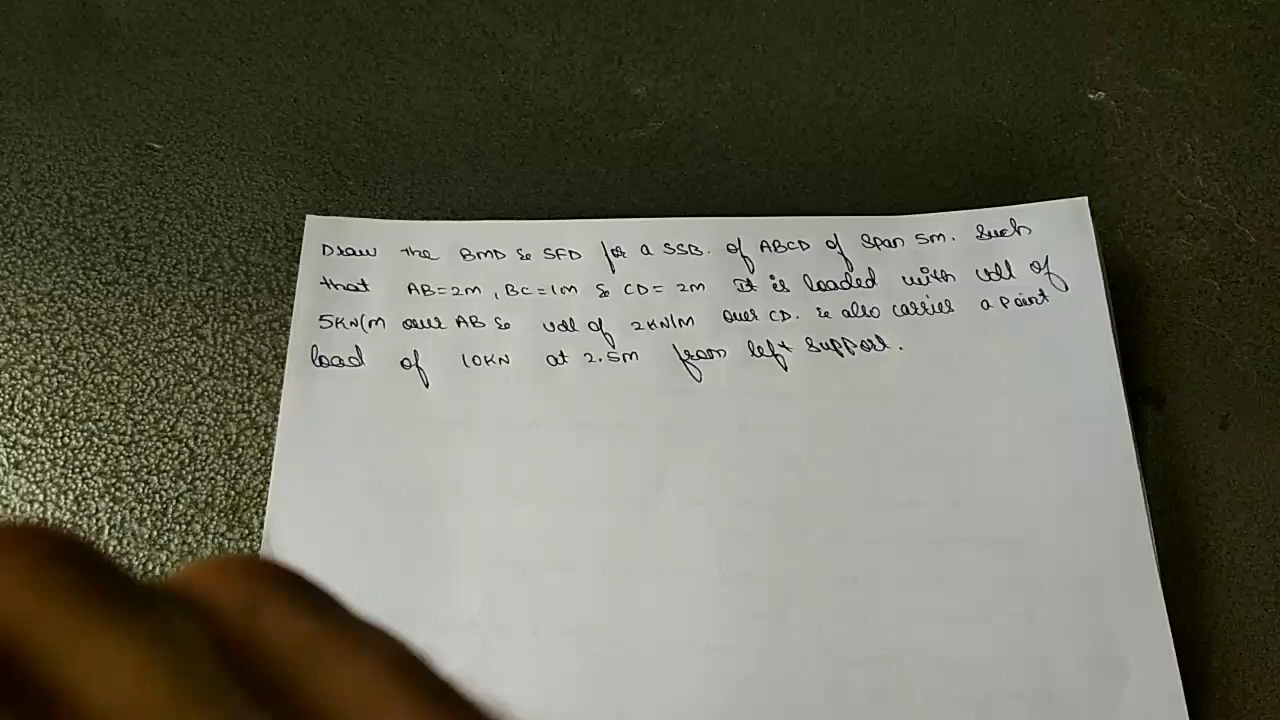 Draw the BMD & SFD for a SSB. of ABCD of Span 5m. Such
that AB=2m, BC=1m & CD= 2m It is loaded with udl of
5KN/m over AB & udl of 2KN/M over CD. & also carries a point
load of 10KN at 2.5m from left Support.